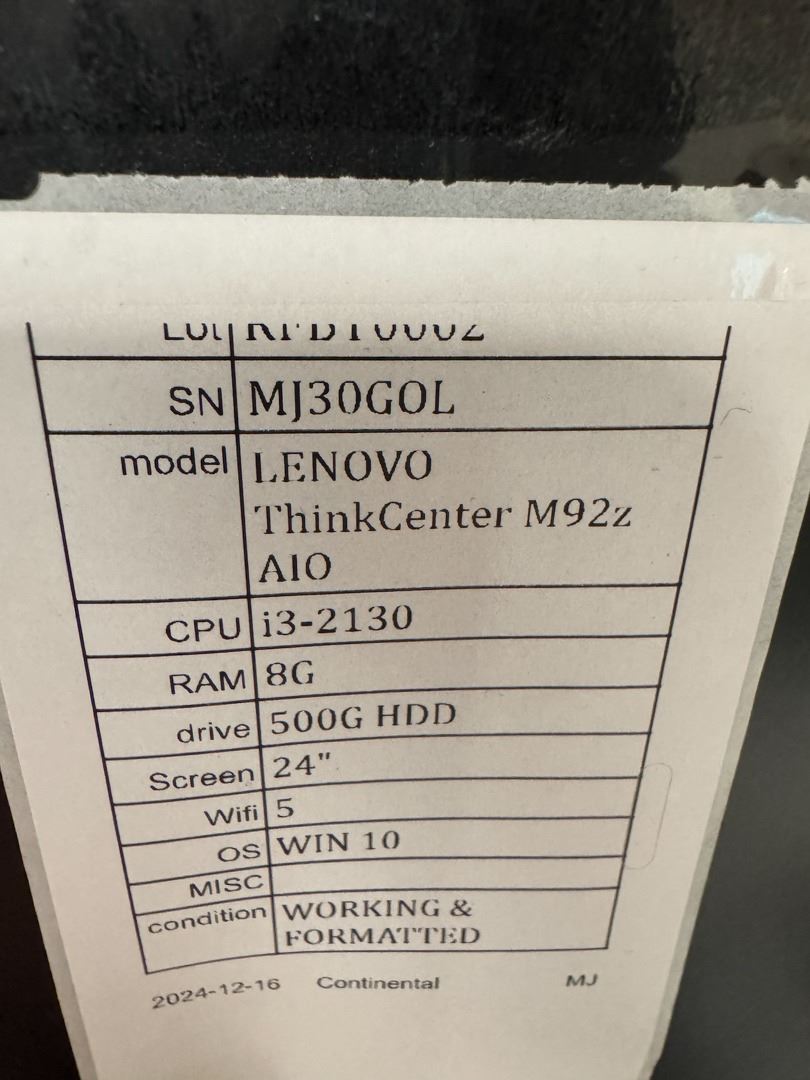 SN MJ30GOL
model LENOVO
ThinkCenter M92z
AIO
CPU i3-2130
RAM 8G
drive 500G HDD
Screen 24"
Wifi 5
OS WIN 10
MISC
condition WORKING &
FORMATTED
2024-12-16 Continental MJ